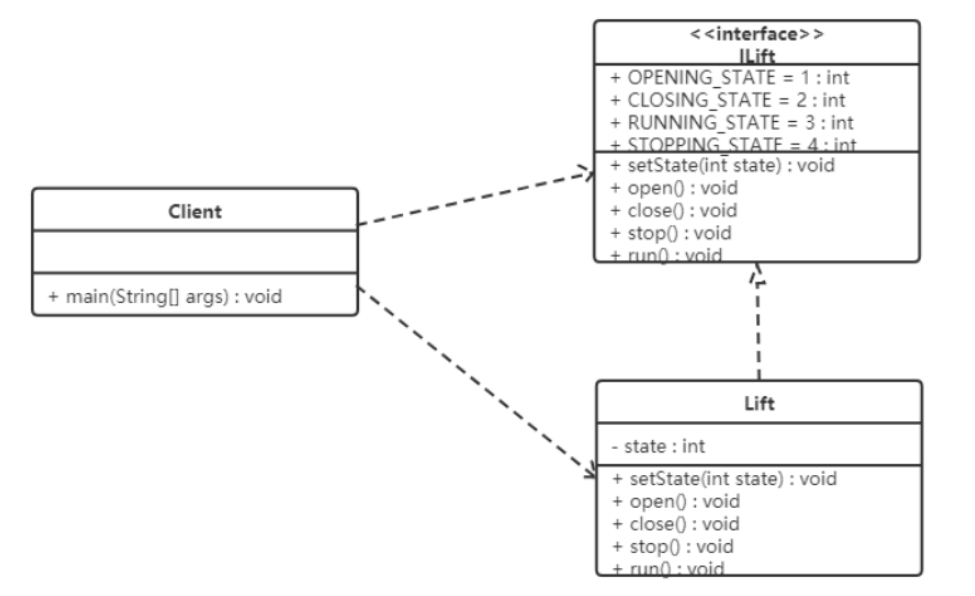 <<interface>>
ILift
+ OPENING_STATE = 1 : int
+ CLOSING_STATE = 2 : int
+ RUNNING_STATE = 3 : int
+ STOPPING_STATE = 4 : int
+ setState(int state) : void
+ open() : void
+ close() : void
+ stop() : void
+ run() : void
Client
+ main(String[] args) : void
Lift
- state : int
+ setState(int state) : void
+ open() : void
+ close() : void
+ stop() : void
+ run() : void